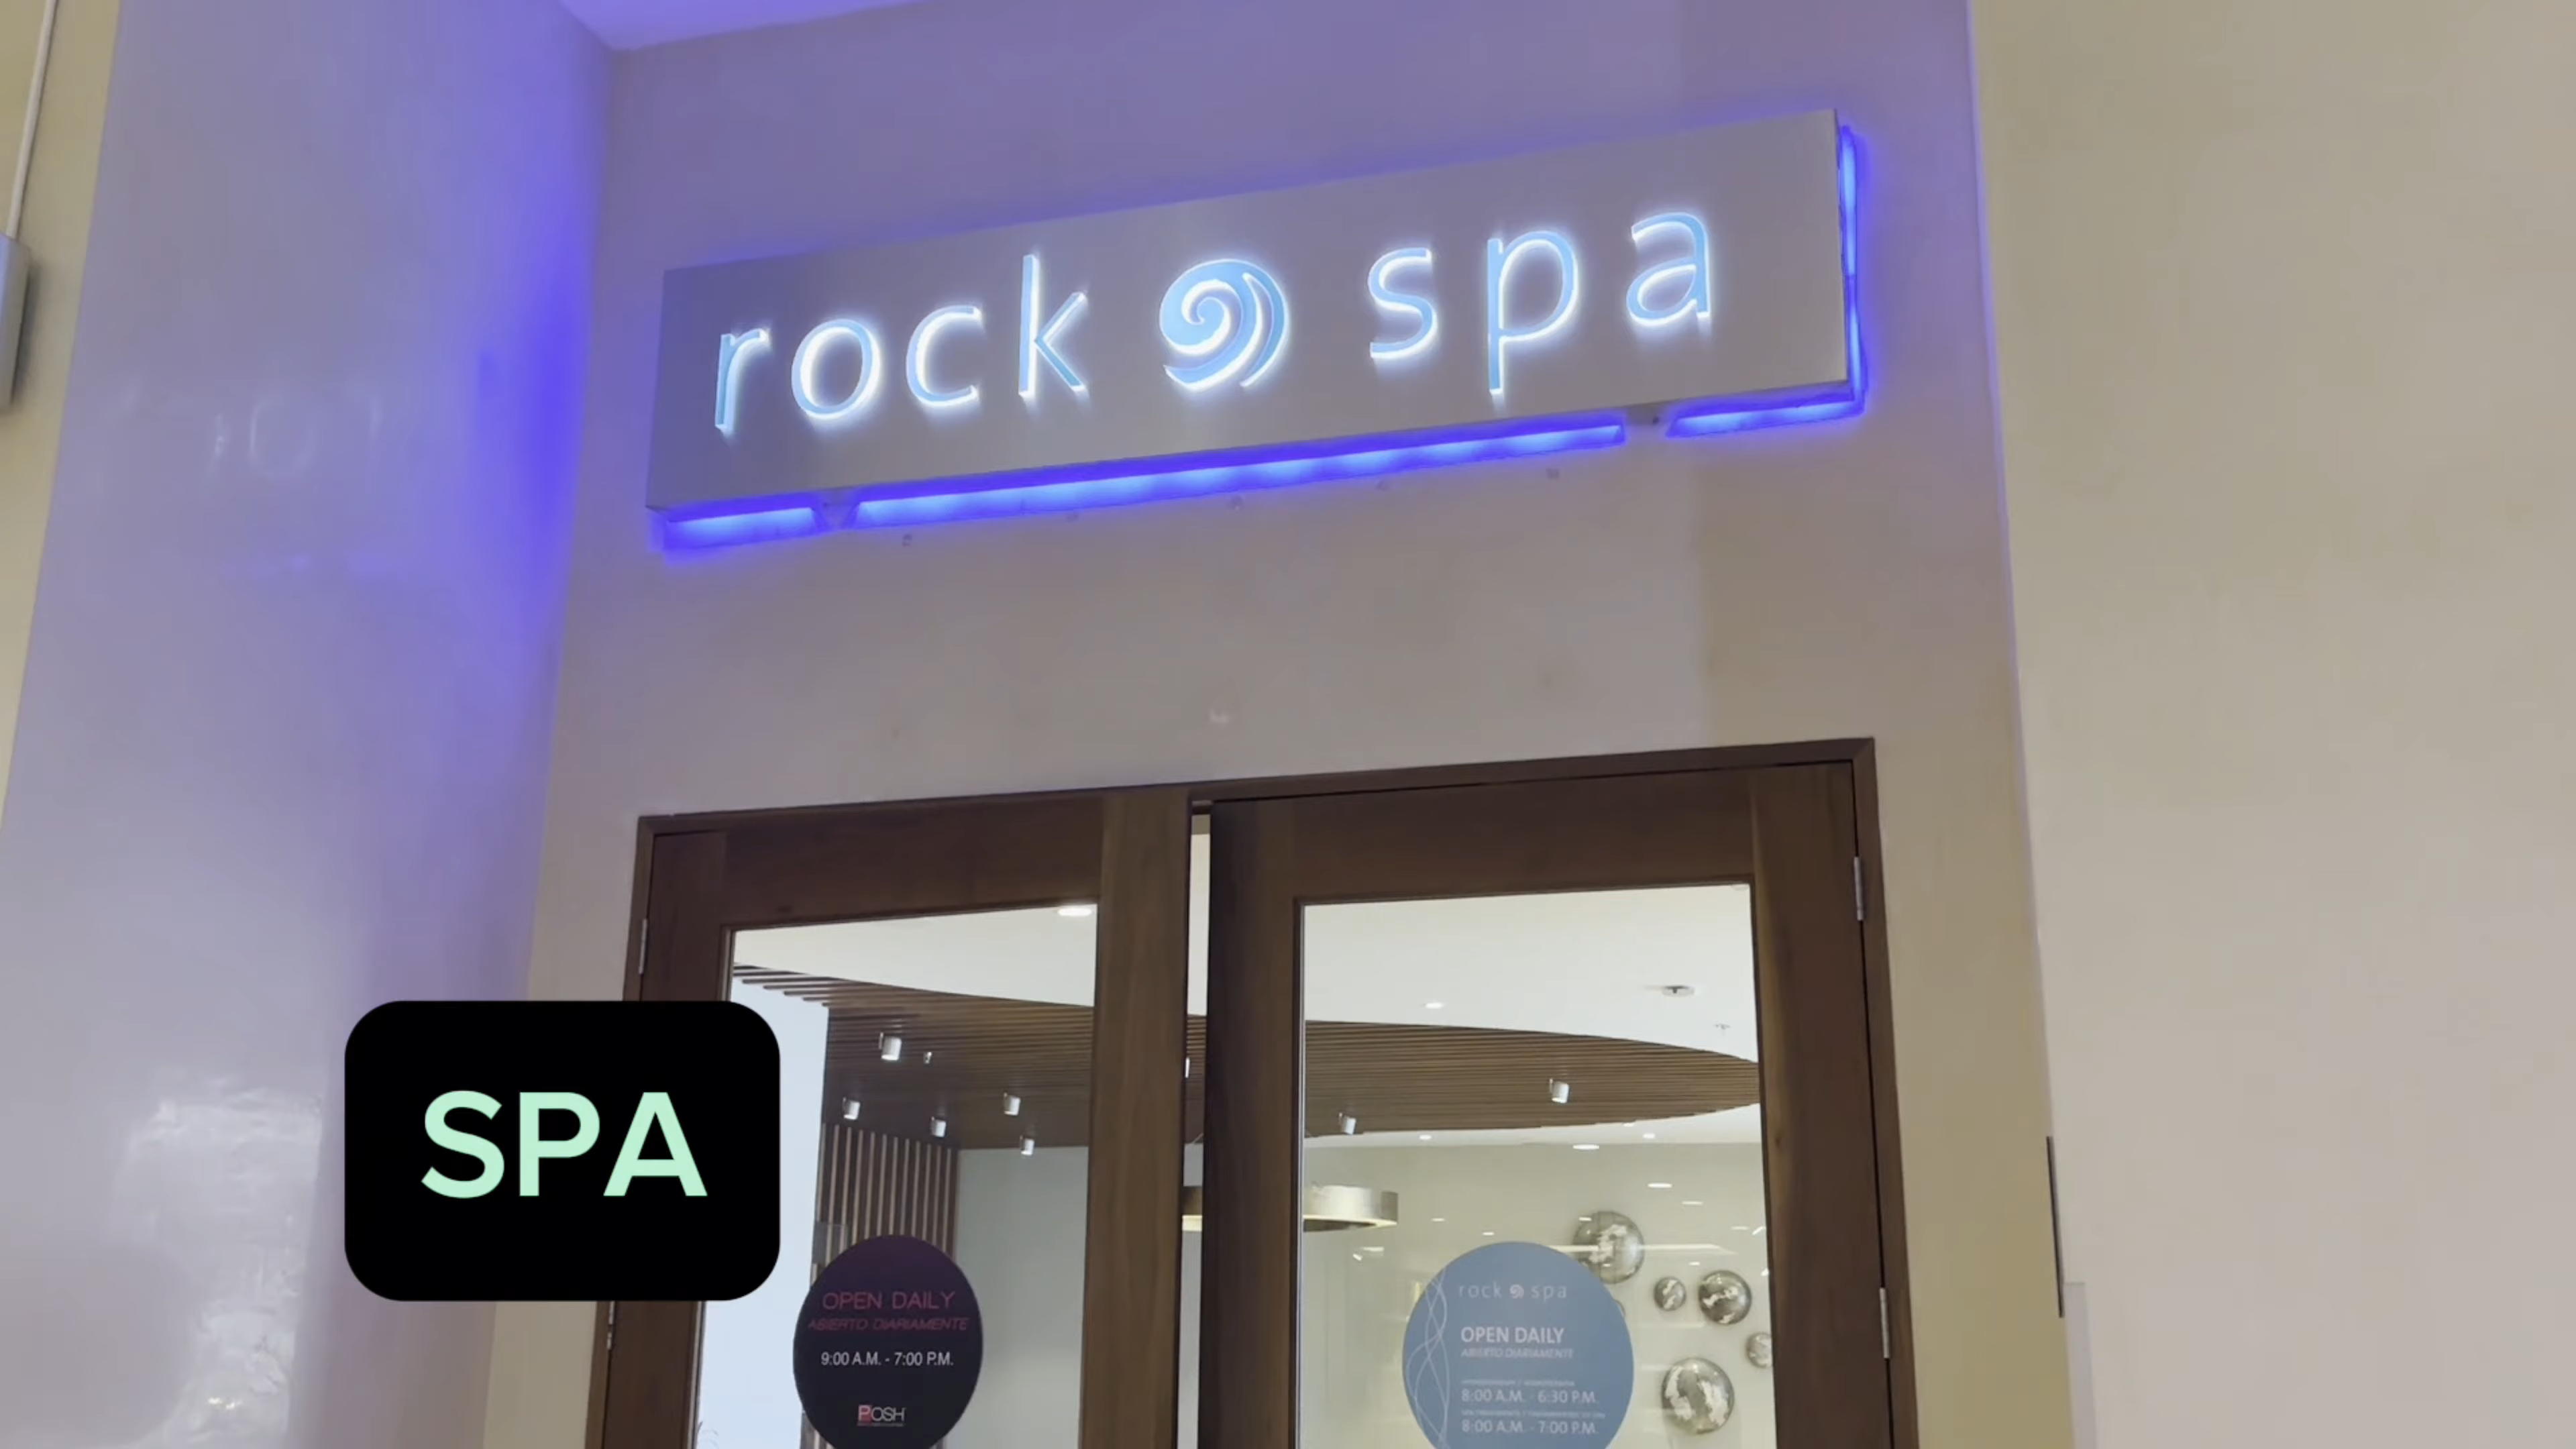 rock spa
SPA
OPEN DAILY
ABIERTO DIARIAMENTE
9:00 A.M. - 7:00 P.M.
POSH
rock spa
OPEN DAILY
ABIERTO DIARIAMENTE
8:00 A.M. - 6:30 P.M.
8:00 A.M. - 7:00 P.M.